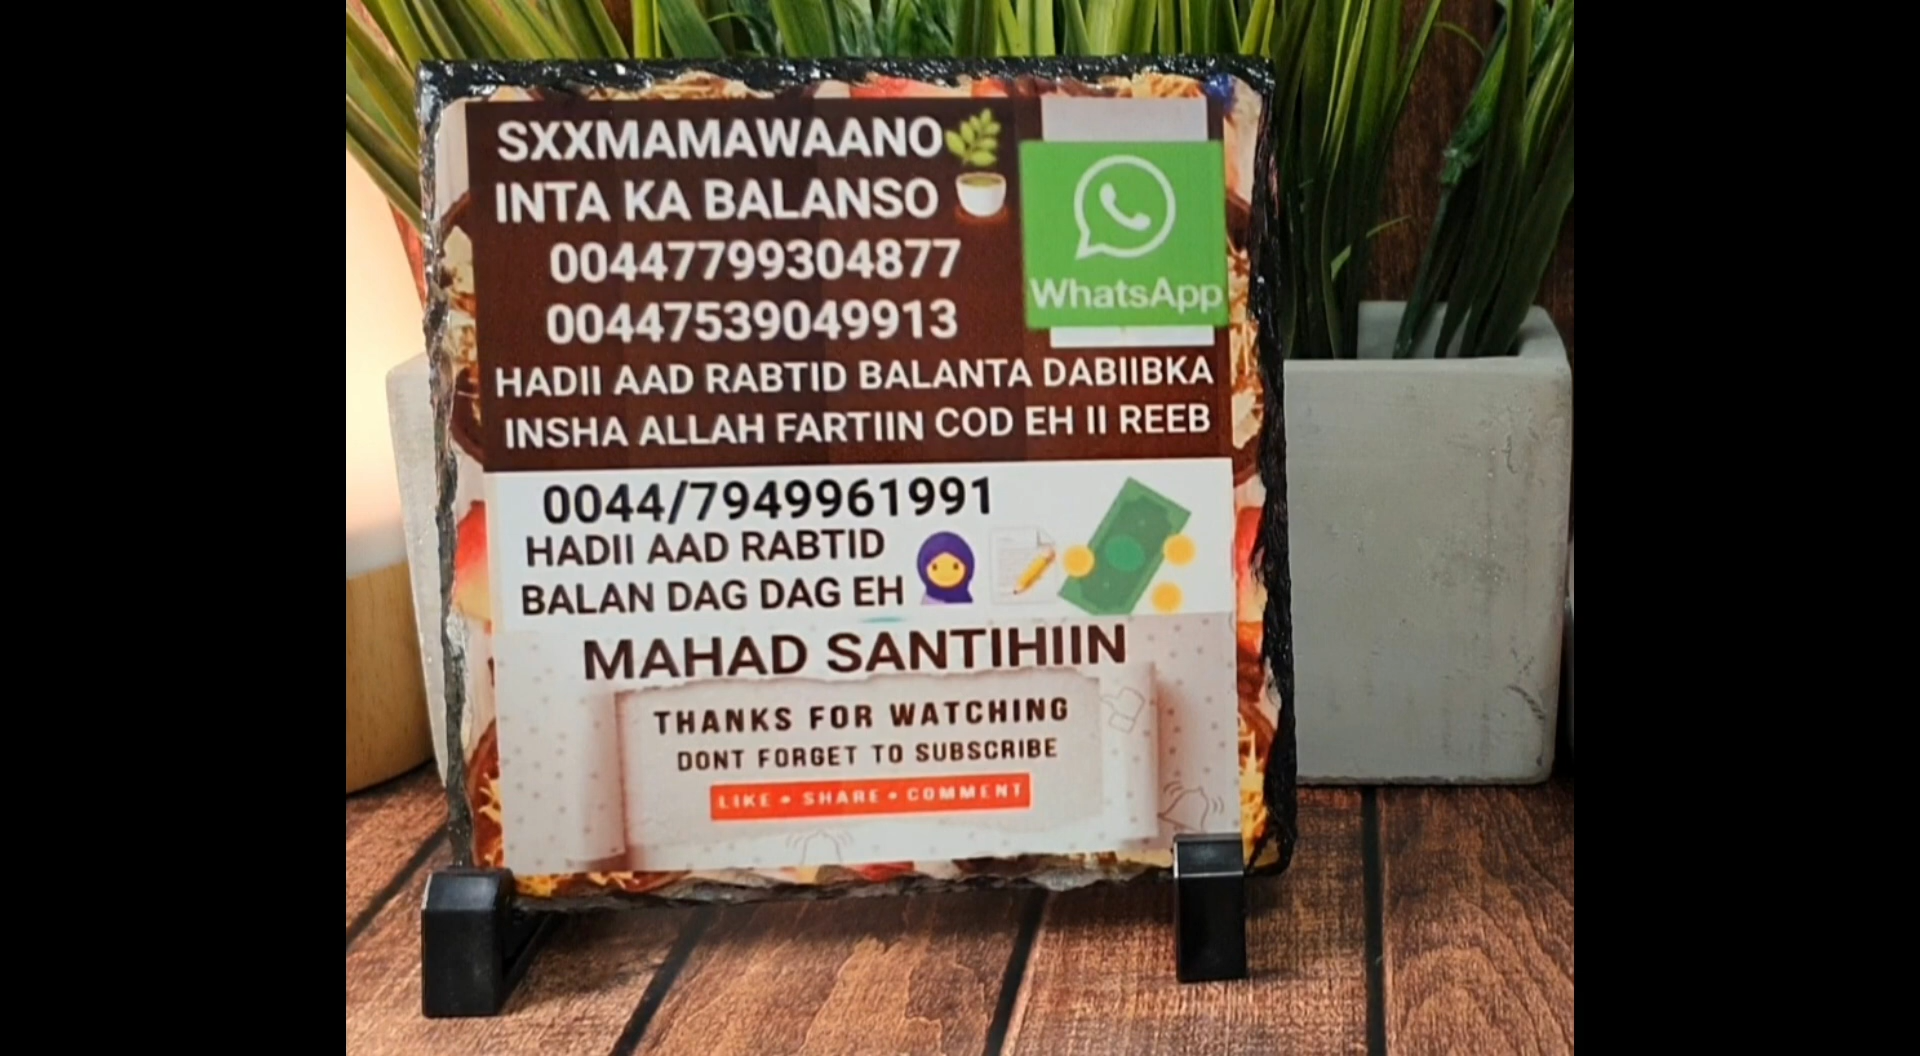 SXXMAMAWAANO
INTA KA BALANSO
00447799304877
00447539049913
WhatsApp
HADII AAD RABTID BALANTA DABIIBKA
INSHA ALLAH FARTIIN COD EH II REEB
0044/7949961991
HADII AAD RABTID
BALAN DAG DAG EH
MAHAD SANTIHIIN
THANKS FOR WATCHING
DONT FORGET TO SUBSCRIBE
LIKE • SHARE • COMMENT